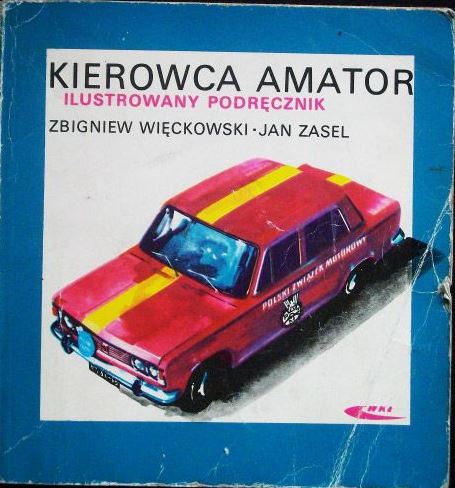 KIEROWCA AMATOR
ILUSTROWANY PODRĘCZNIK
ZBIGNIEW WIĘCKOWSKI · JAN ZASEL
POLSKI ZWIĄZEK MOTOROWY